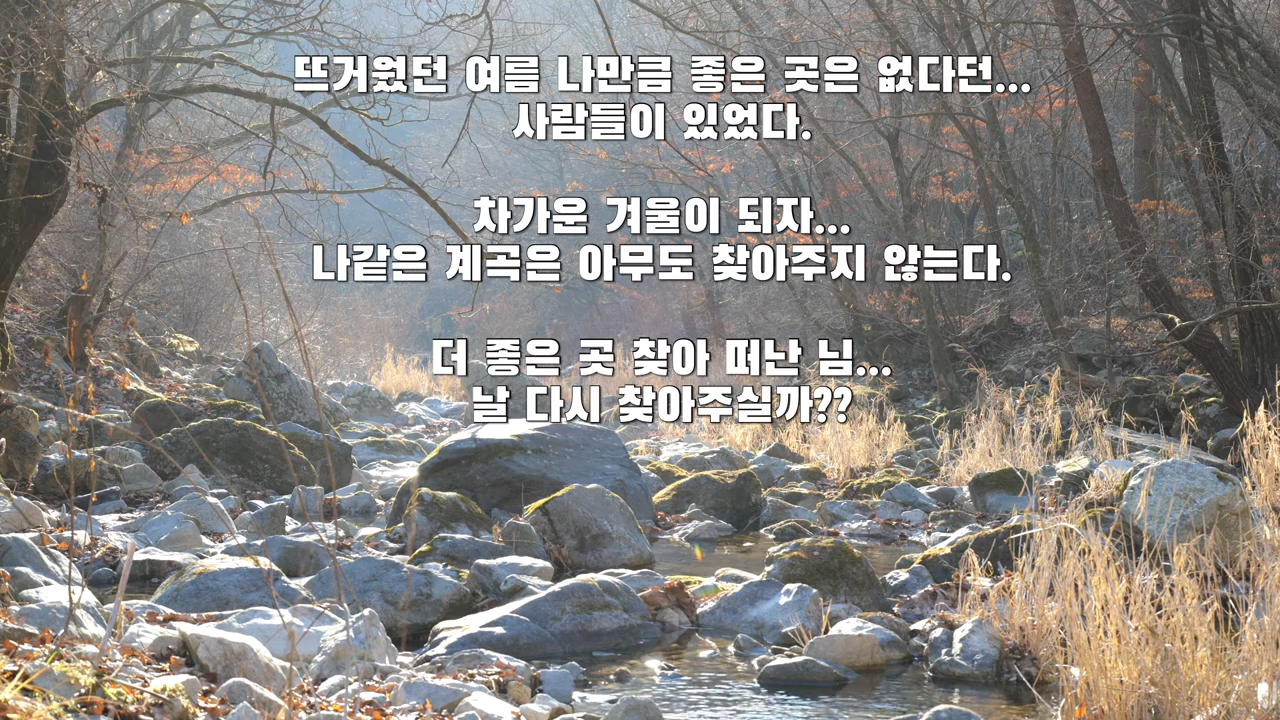 뜨거웠던 여름 나만큼 좋은 곳은 없다던...
사람들이 있었다.
차가운 겨울이 되자...
나같은 계곡은 아무도 찾아주지 않는다.
더 좋은 곳 찾아 떠난 님...
날 다시 찾아주실까??